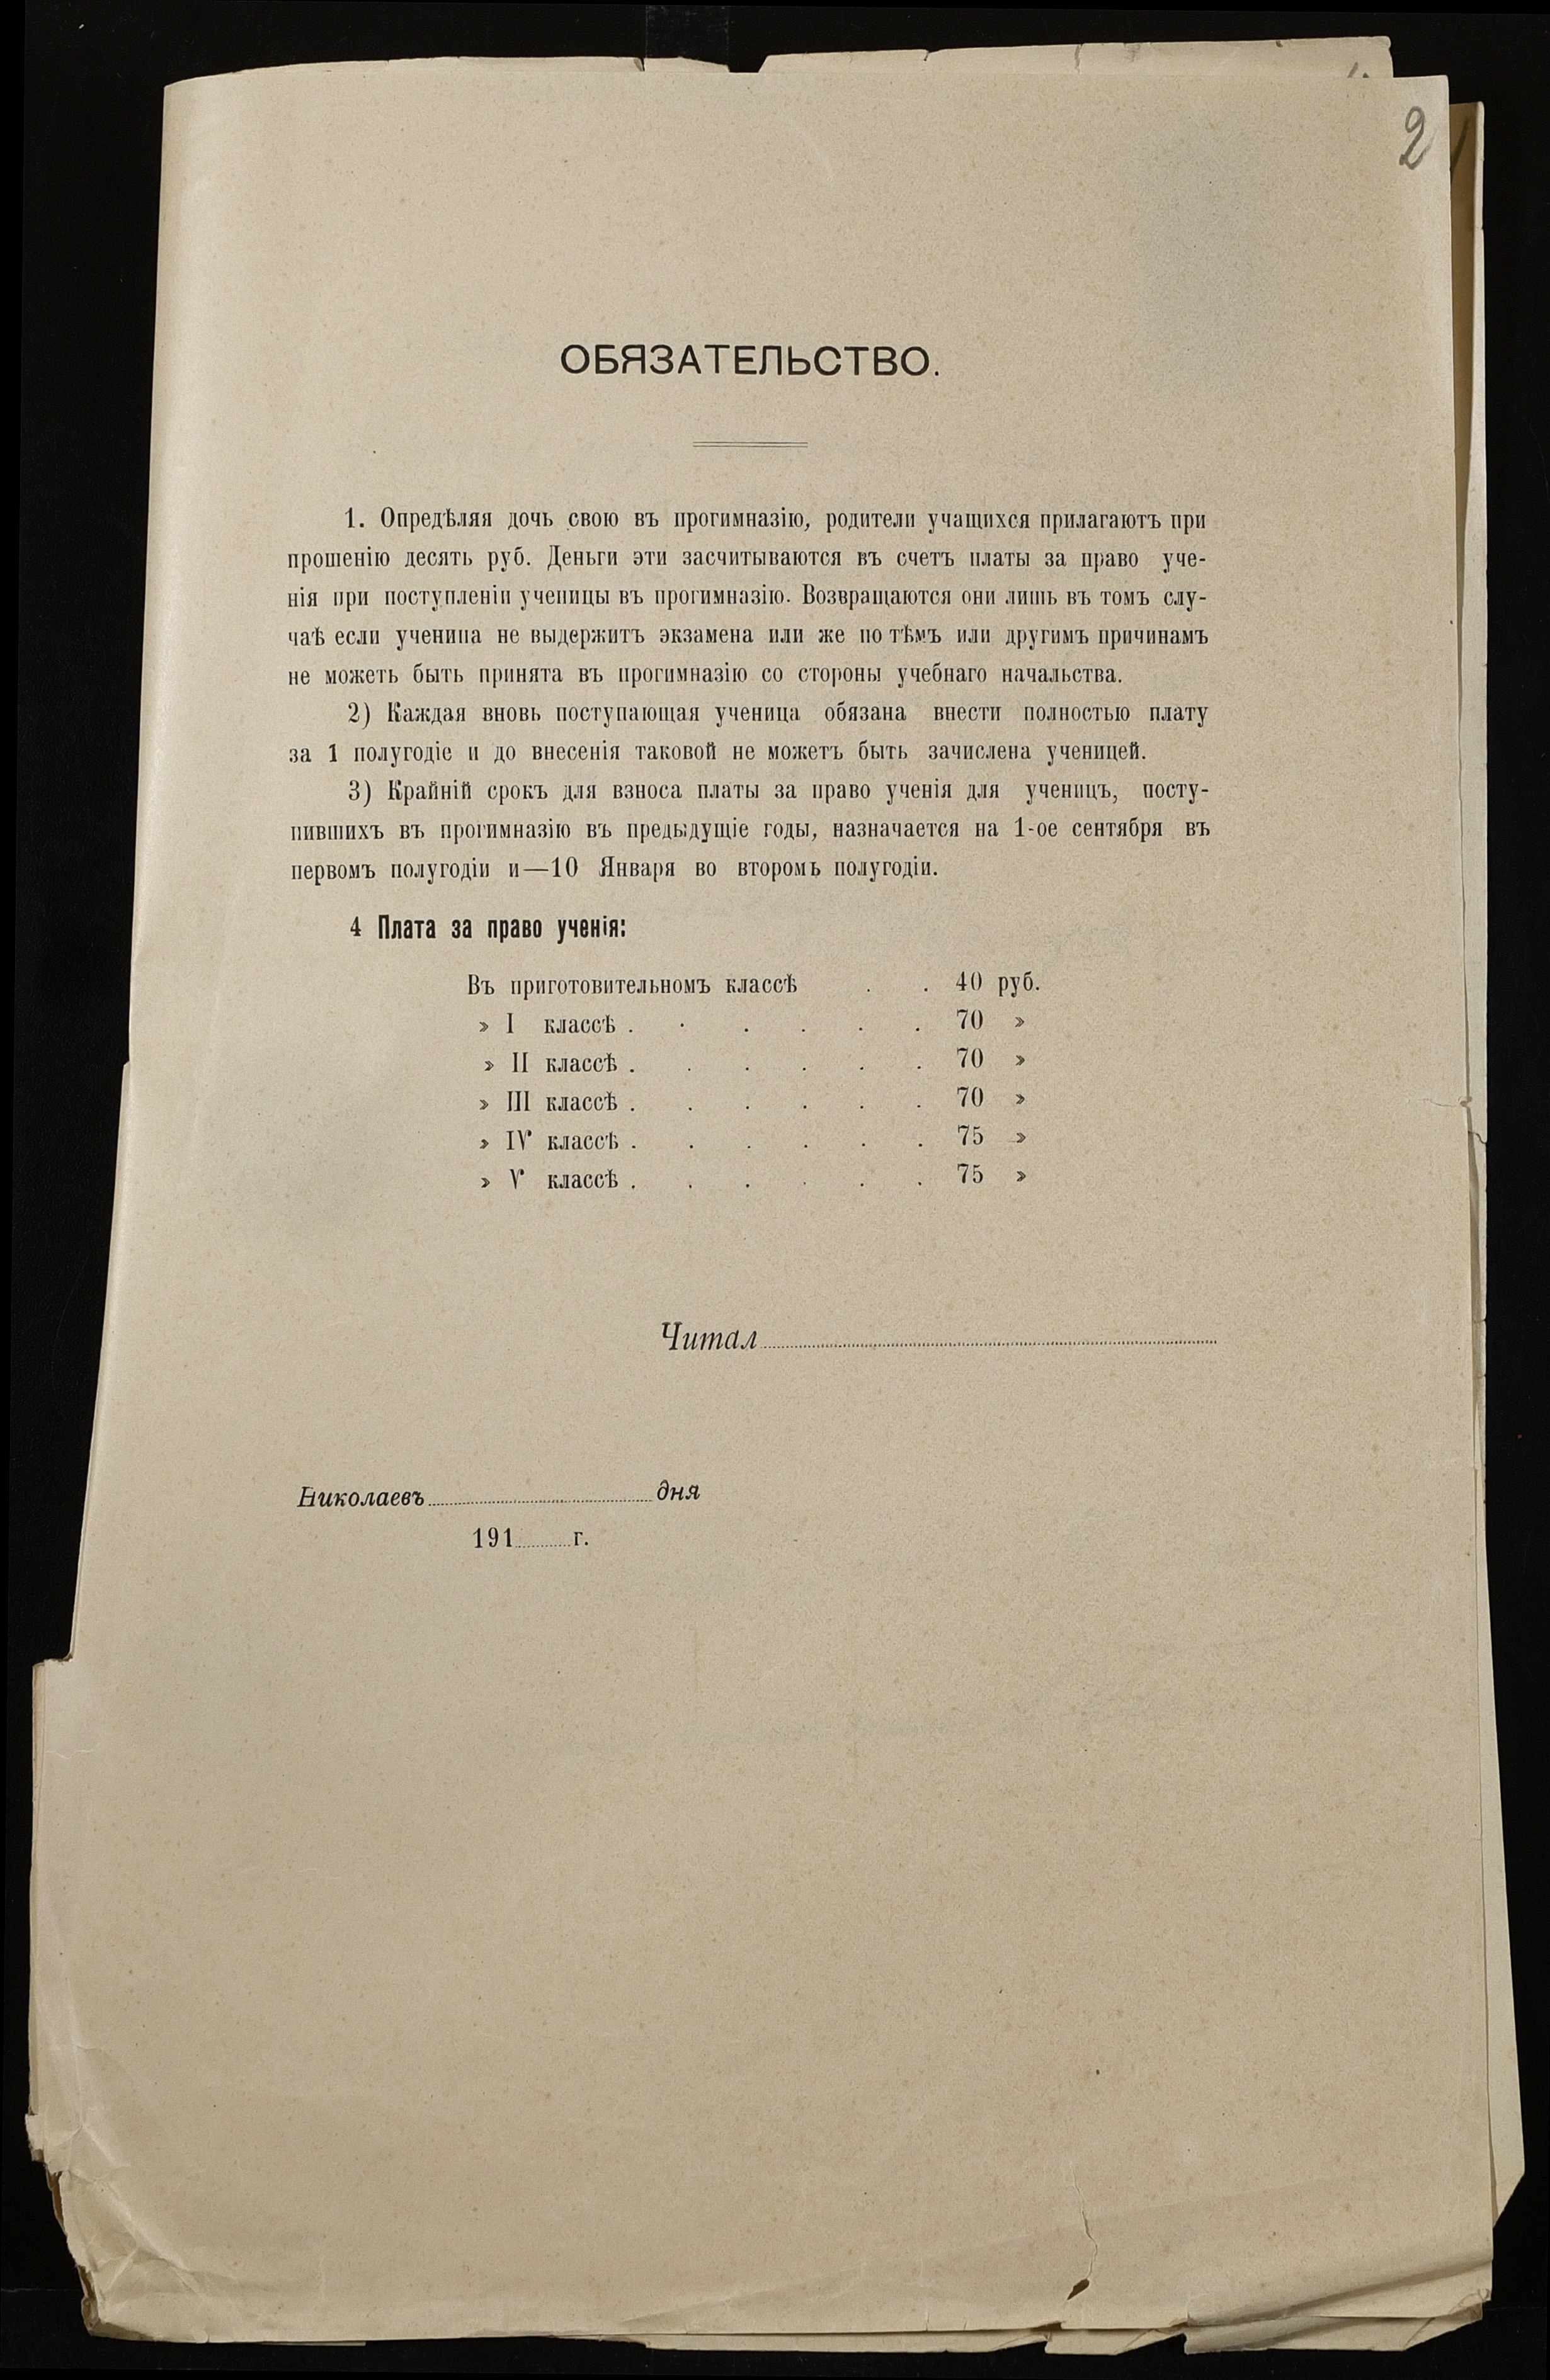 2
ОБЯЗАТЕЛЬСТВО.
1. Опредѣляя дочь свою въ прогимназію, родители учащихся прилагаютъ при
прошенію десять руб. Деньги эти засчитываются въ счетъ платы за право уче-
нія при поступленіи ученицы въ прогимназію. Возвращаются они лишь въ томъ слу-
чаѣ если ученица не выдержитъ экзамена или же по тѣмъ или другимъ причинамъ
не можеть быть принята въ прогимназію со стороны учебнаго начальства.
2) Каждая вновь поступающая ученица обязана внести полностью плату
за 1 полугодіе и до внесенія таковой не можетъ быть зачислена ученицей.
3) Крайній срокъ для взноса платы за право ученія для ученицъ, посту-
пившихъ въ прогимназію въ предыдущіе годы, назначается на 1-ое сентября въ
первомъ полугодіи и—10 Января во второмъ полугодіи.
4 Плата за право ученія:
Въ приготовительномъ классѣ . . 40 руб.
» I классѣ . . . . . . 70 »
» II классѣ . . . . . . 70 »
» III классѣ . . . . . . 70 »
» IV классѣ . . . . . . 75 »
» V классѣ . . . . . . 75 »
Читал
Николаевъ дня
191 г.